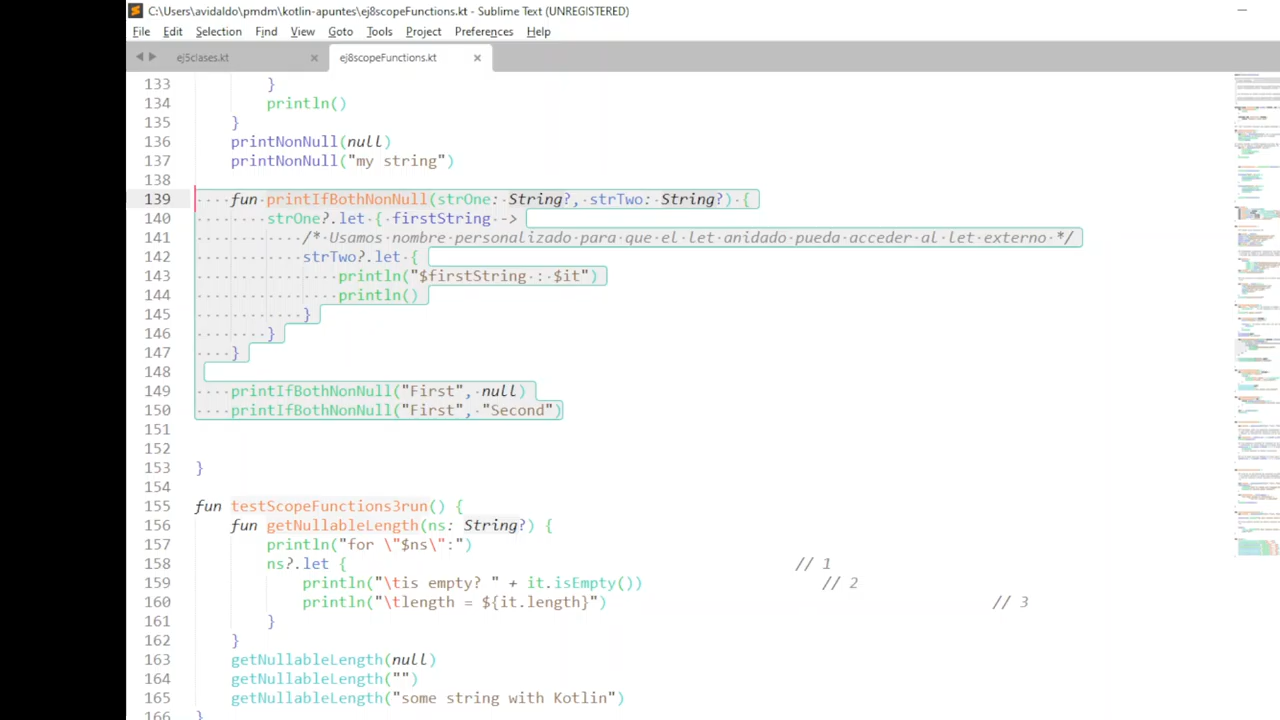 C:\Users\avidaldo\pmdm\kotlin-apuntes\ej8scopeFunctions.kt - Sublime Text (UNREGISTERED)
File Edit Selection Find View Goto Tools Project Preferences Help
ej5clases.kt × ej8scopeFunctions.kt ×
133 }
134 println()
135 }
136 printNonNull(null)
137 printNonNull("my string")
138
139 fun printIfBothNonNull(strOne: String?, strTwo: String?) {
140 strOne?.let { firstString ->
141 /* Usamos nombre personalizado para que el let anidado pueda acceder al let externo */
142 strTwo?.let {
143 println("$firstString : $it")
144 println()
145 }
146 }
147 }
148
149 printIfBothNonNull("First", null)
150 printIfBothNonNull("First", "Second")
151
152
153 }
154
155 fun testScopeFunctions3run() {
156 fun getNullableLength(ns: String?) {
157 println("for \"$ns\":")
158 ns?.let { // 1
159 println("\tis empty? " + it.isEmpty()) // 2
160 println("\tlength = ${it.length}") // 3
161 }
162 }
163 getNullableLength(null)
164 getNullableLength("")
165 getNullableLength("some string with Kotlin")
166 }